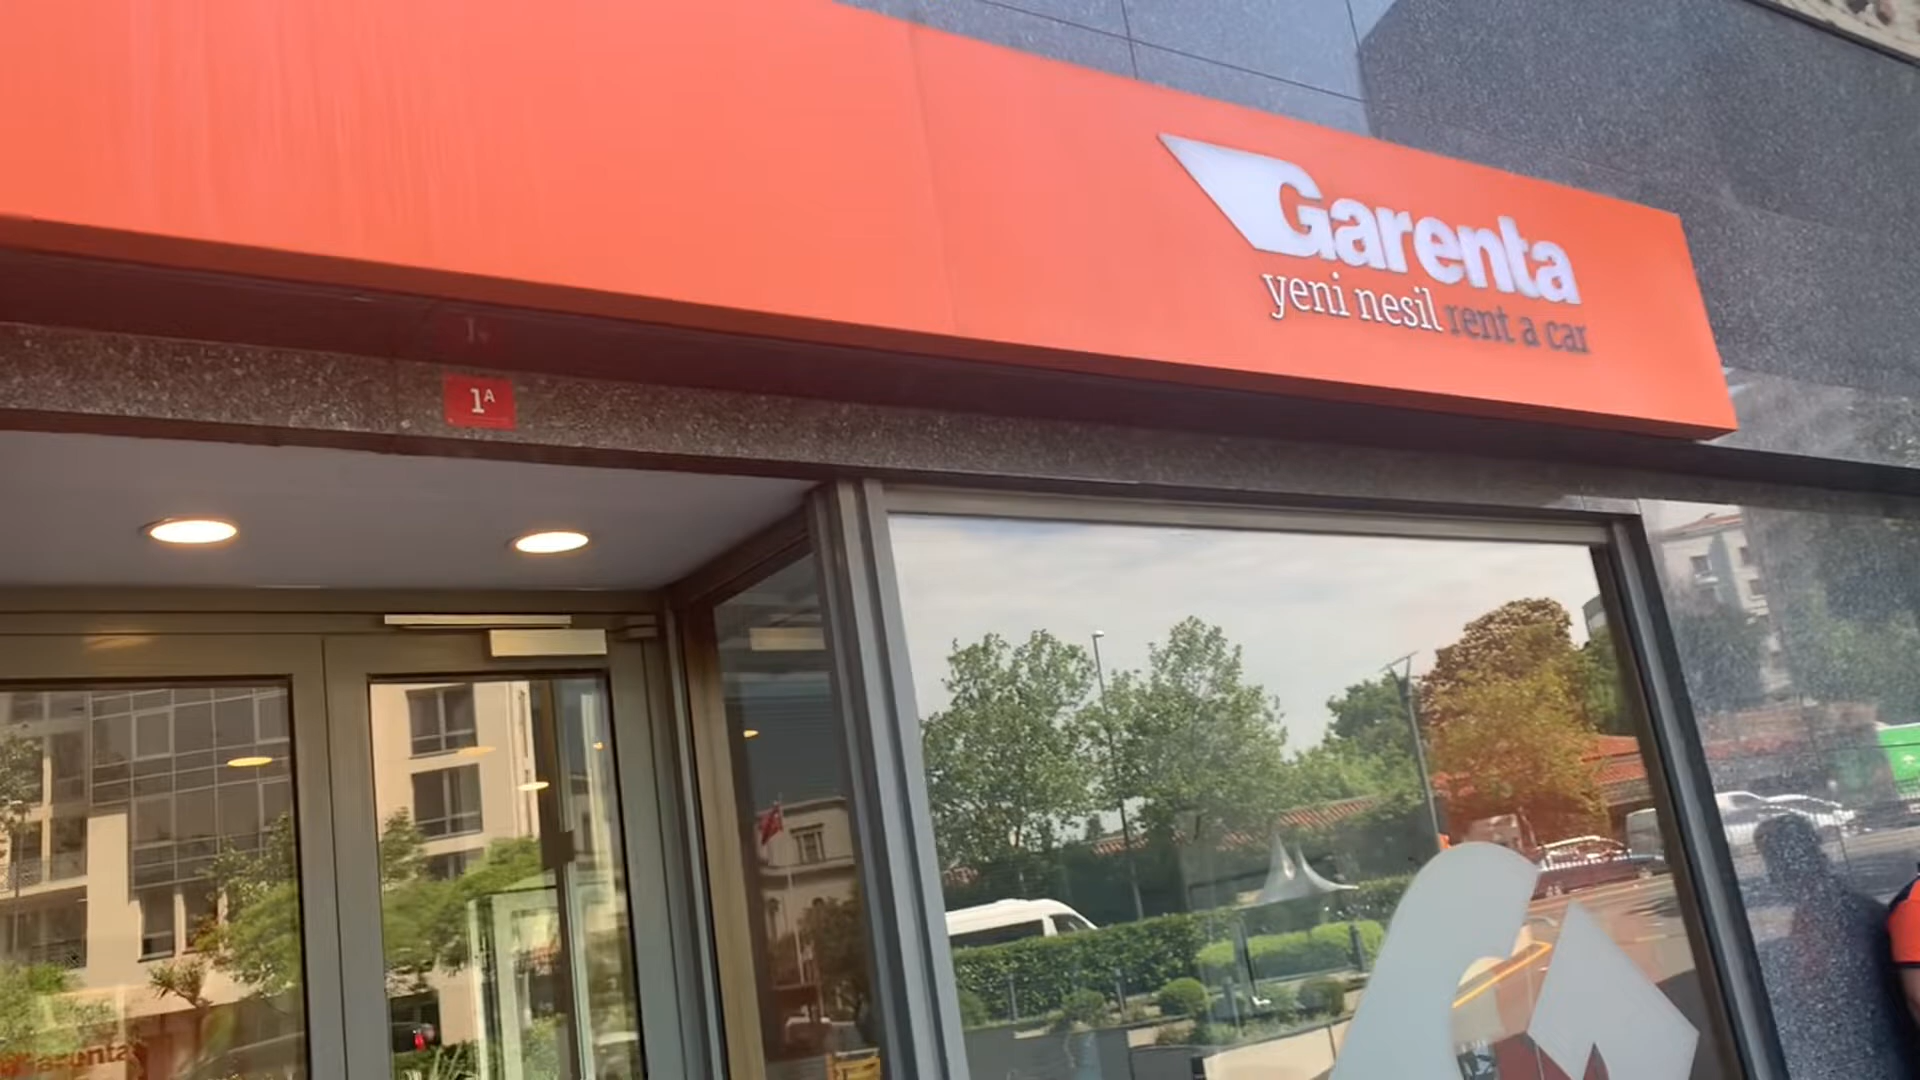 Garenta
yeni nesil rent a car
1A